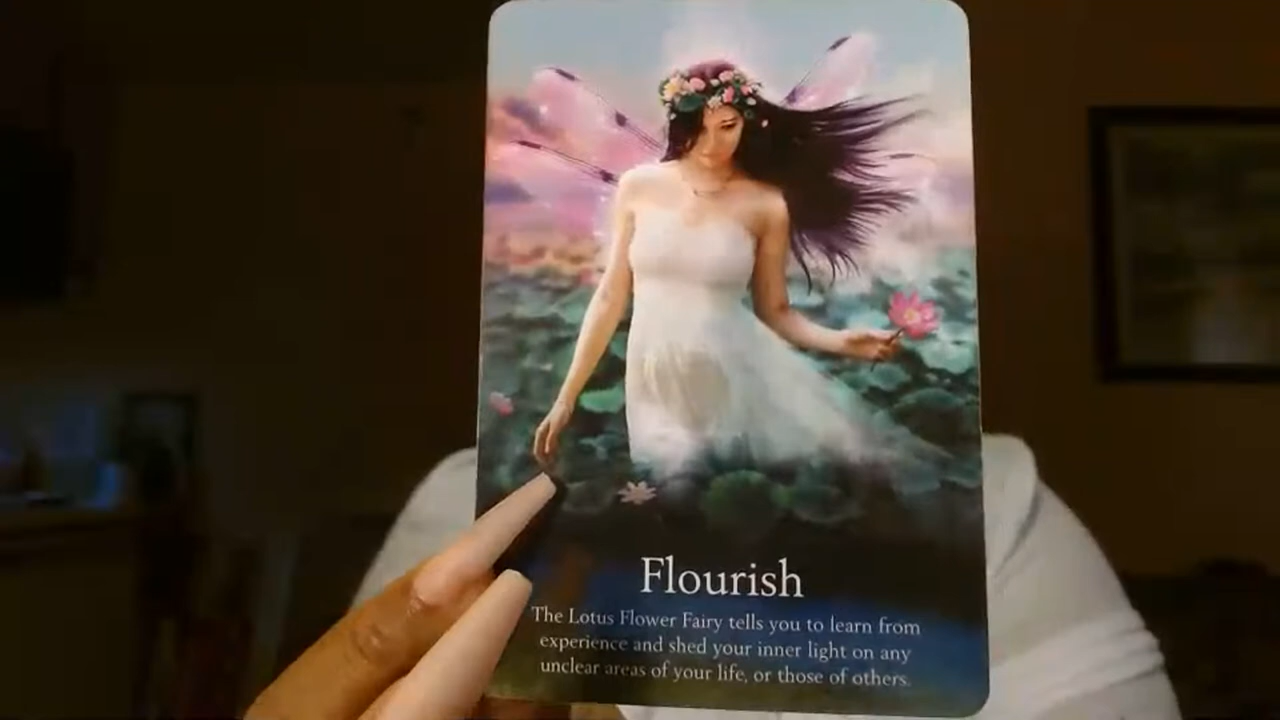 Flourish
The Lotus Flower Fairy tells you to learn from
experience and shed your inner light on any
unclear areas of your life, or those of others.